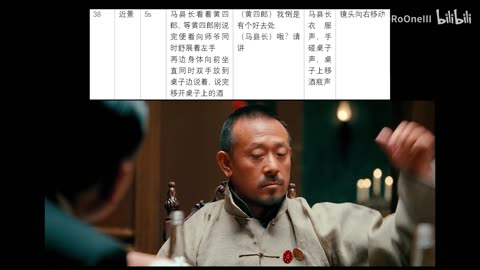 38 近景 5s 马县长看着黄四 (黄四郎)我倒是 马县长 镜头向右移动
郎，等黄四郎刚说 有个好去处 衣服
完便看向师爷同 (马县长)哦？请 声，手
时舒展着左手 讲 碰桌子
再边身体向前坐 声，桌
直同时双手放到 子上移
桌子边说着，说完 酒瓶声
移开桌子上的酒
RoOneIII bilibili